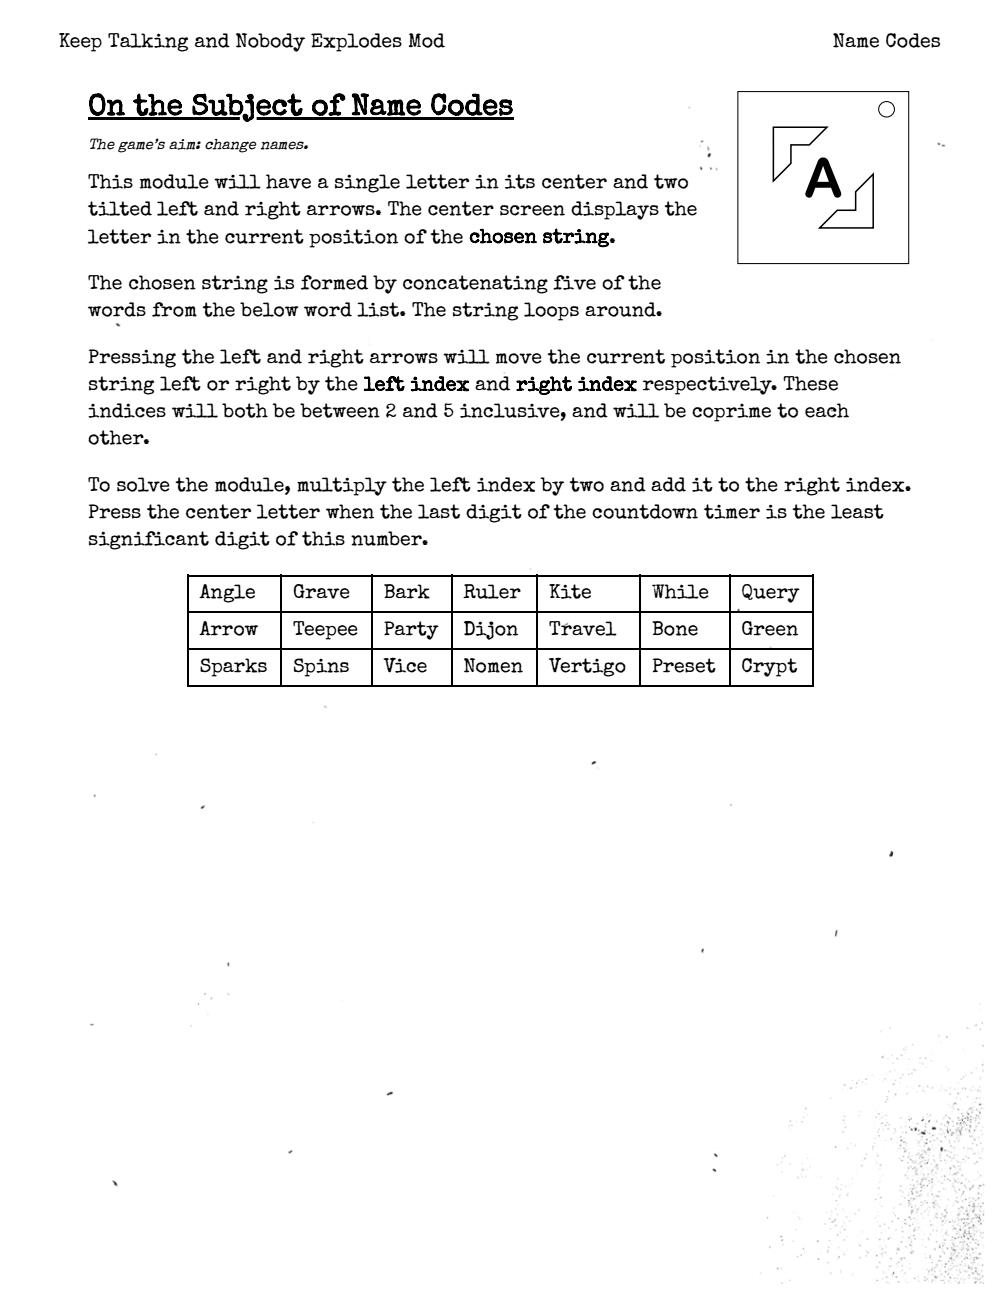 Keep Talking and Nobody Explodes Mod Name Codes
On the Subject of Name Codes
The game's aim: change names.
This module will have a single letter in its center and two
tilted left and right arrows. The center screen displays the
letter in the current position of the chosen string.
A
The chosen string is formed by concatenating five of the
words from the below word list. The string loops around.
Pressing the left and right arrows will move the current position in the chosen
string left or right by the left index and right index respectively. These
indices will both be between 2 and 5 inclusive, and will be coprime to each
other.
To solve the module, multiply the left index by two and add it to the right index.
Press the center letter when the last digit of the countdown timer is the least
significant digit of this number.
Angle Grave Bark Ruler Kite While Query
Arrow Teepee Party Dijon Travel Bone Green
Sparks Spins Vice Nomen Vertigo Preset Crypt